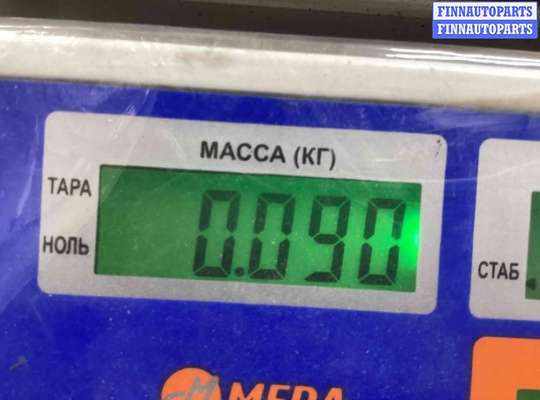 FINNAUTOPARTS
FINNAUTOPARTS
МАССА (КГ)
ТАРА
0.090
НОЛЬ
СТАБ